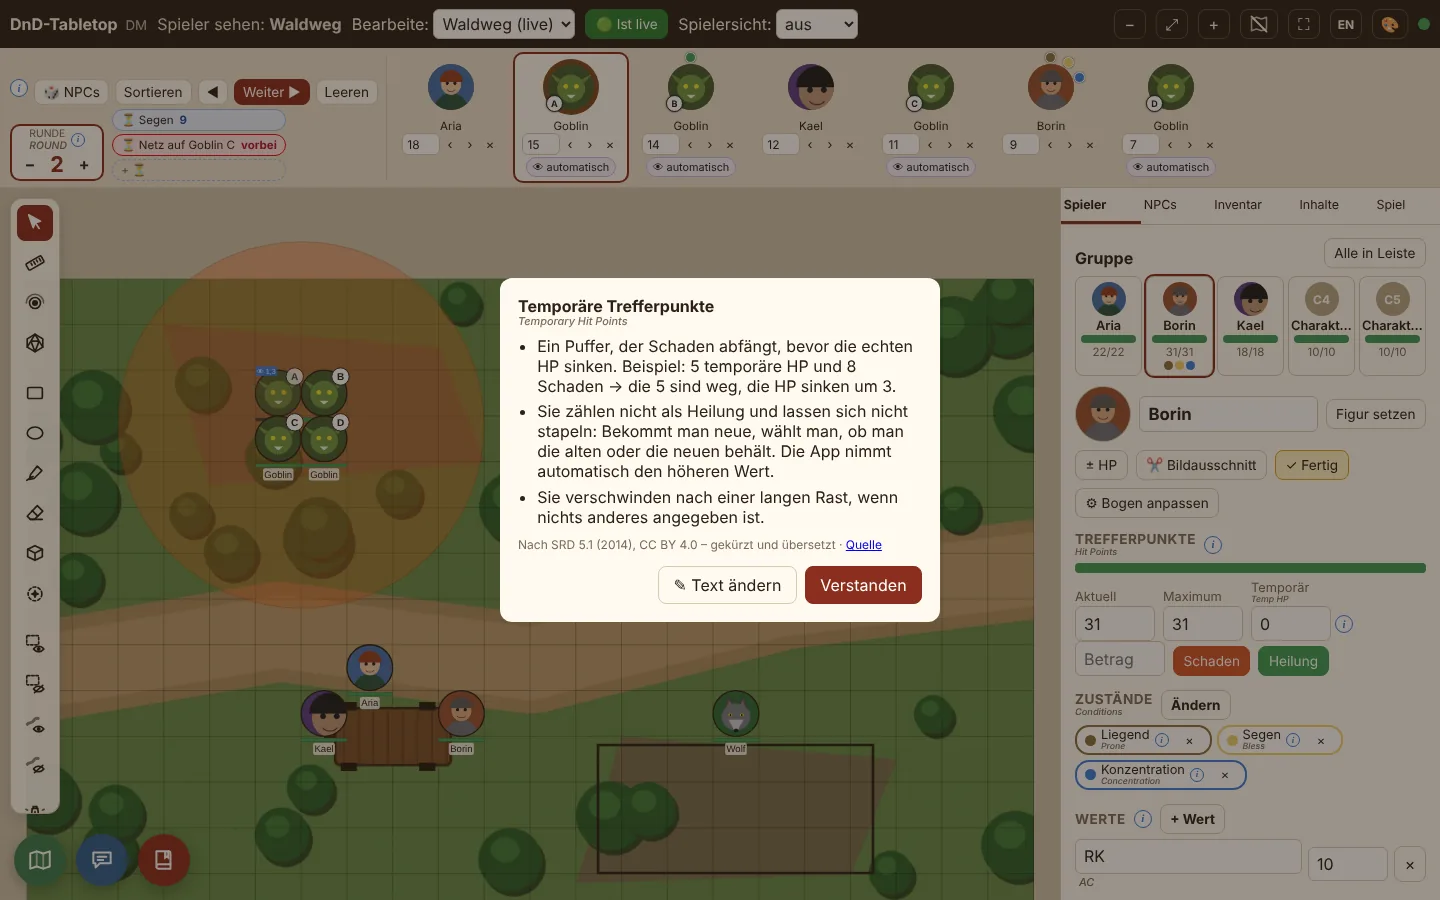 DnD-Tabletop DM Spieler sehen: Waldweg Bearbeite: Waldweg (live) Ist live Spielersicht: aus EN
NPCs Sortieren Weiter Leeren
RUNDE
ROUND
− 2 +
Segen 9
Netz auf Goblin C vorbei
+
Aria
18
A
Goblin
15
automatisch
B
Goblin
14
automatisch
Kael
12
C
Goblin
11
automatisch
Borin
9
D
Goblin
7
automatisch
Spieler NPCs Inventar Inhalte Spiel
Gruppe Alle in Leiste
Aria Borin Kael C4 Charakt… C5 Charakt…
22/22 31/31 18/18 10/10 10/10
Borin Figur setzen
± HP Bildausschnitt ✓ Fertig
Bogen anpassen
TREFFERPUNKTE
Hit Points
Aktuell Maximum Temporär
Temp HP
31 31 0
Betrag Schaden Heilung
ZUSTÄNDE Ändern
Conditions
Liegend
Prone
Segen
Bless
Konzentration
Concentration
WERTE + Wert
RK 10
AC
A B
C D
Goblin Goblin
Aria
Kael Borin
Wolf
Temporäre Trefferpunkte
Temporary Hit Points
• Ein Puffer, der Schaden abfängt, bevor die echten
HP sinken. Beispiel: 5 temporäre HP und 8
Schaden → die 5 sind weg, die HP sinken um 3.
• Sie zählen nicht als Heilung und lassen sich nicht
stapeln: Bekommt man neue, wählt man, ob man
die alten oder die neuen behält. Die App nimmt
automatisch den höheren Wert.
• Sie verschwinden nach einer langen Rast, wenn
nichts anderes angegeben ist.
Nach SRD 5.1 (2014), CC BY 4.0 – gekürzt und übersetzt · Quelle
✎ Text ändern Verstanden